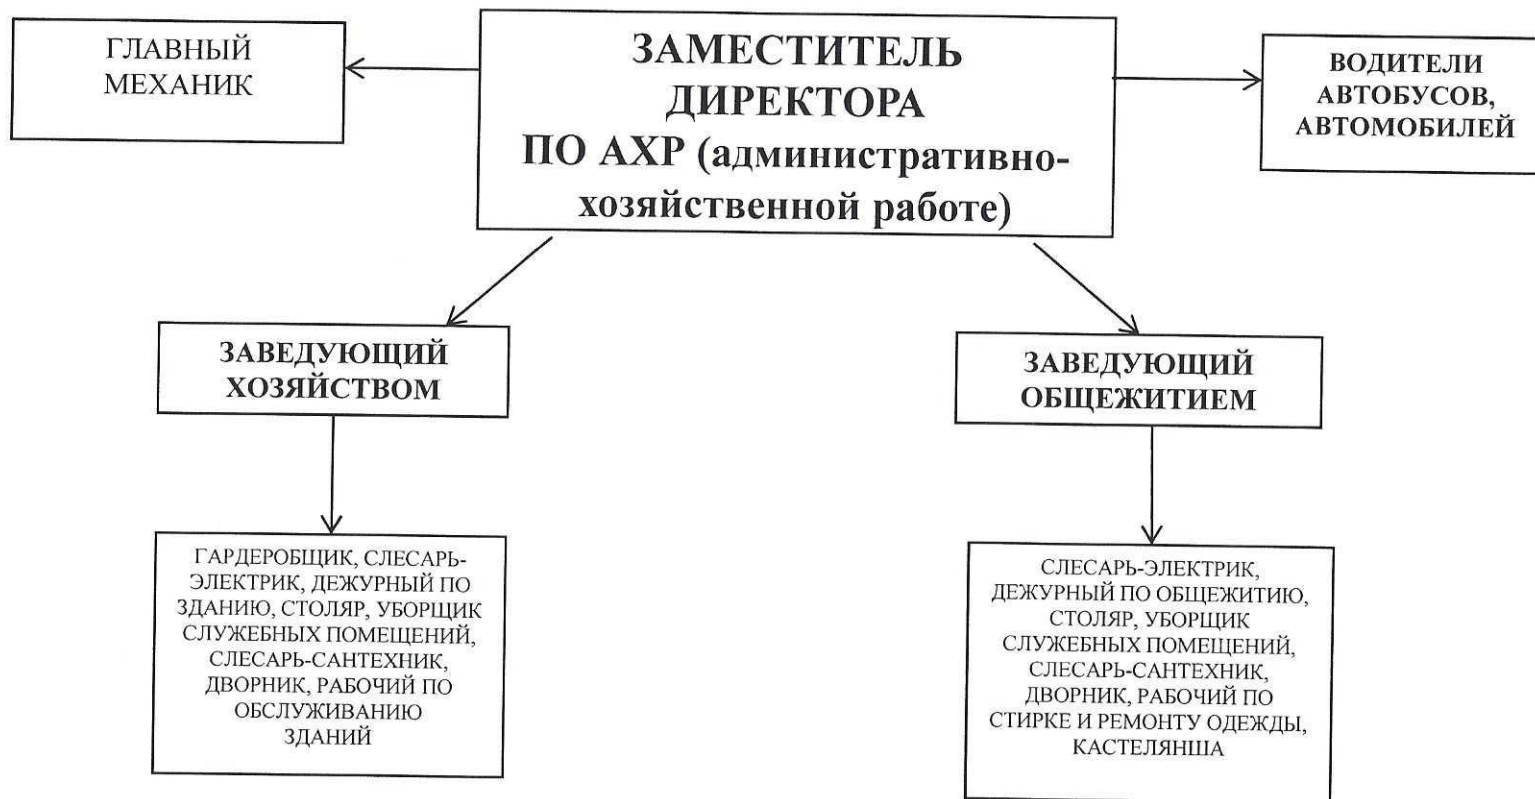 ГЛАВНЫЙ
МЕХАНИК
ЗАМЕСТИТЕЛЬ
ДИРЕКТОРА
ПО АХР (административно-
хозяйственной работе)
ВОДИТЕЛИ
АВТОБУСОВ,
АВТОМОБИЛЕЙ
ЗАВЕДУЮЩИЙ
ХОЗЯЙСТВОМ
ЗАВЕДУЮЩИЙ
ОБЩЕЖИТИЕМ
ГАРДЕРОБЩИК, СЛЕСАРЬ-
ЭЛЕКТРИК, ДЕЖУРНЫЙ ПО
ЗДАНИЮ, СТОЛЯР, УБОРЩИК
СЛУЖЕБНЫХ ПОМЕЩЕНИЙ,
СЛЕСАРЬ-САНТЕХНИК,
ДВОРНИК, РАБОЧИЙ ПО
ОБСЛУЖИВАНИЮ
ЗДАНИЙ
СЛЕСАРЬ-ЭЛЕКТРИК,
ДЕЖУРНЫЙ ПО ОБЩЕЖИТИЮ,
СТОЛЯР, УБОРЩИК
СЛУЖЕБНЫХ ПОМЕЩЕНИЙ,
СЛЕСАРЬ-САНТЕХНИК,
ДВОРНИК, РАБОЧИЙ ПО
СТИРКЕ И РЕМОНТУ ОДЕЖДЫ,
КАСТЕЛЯНША